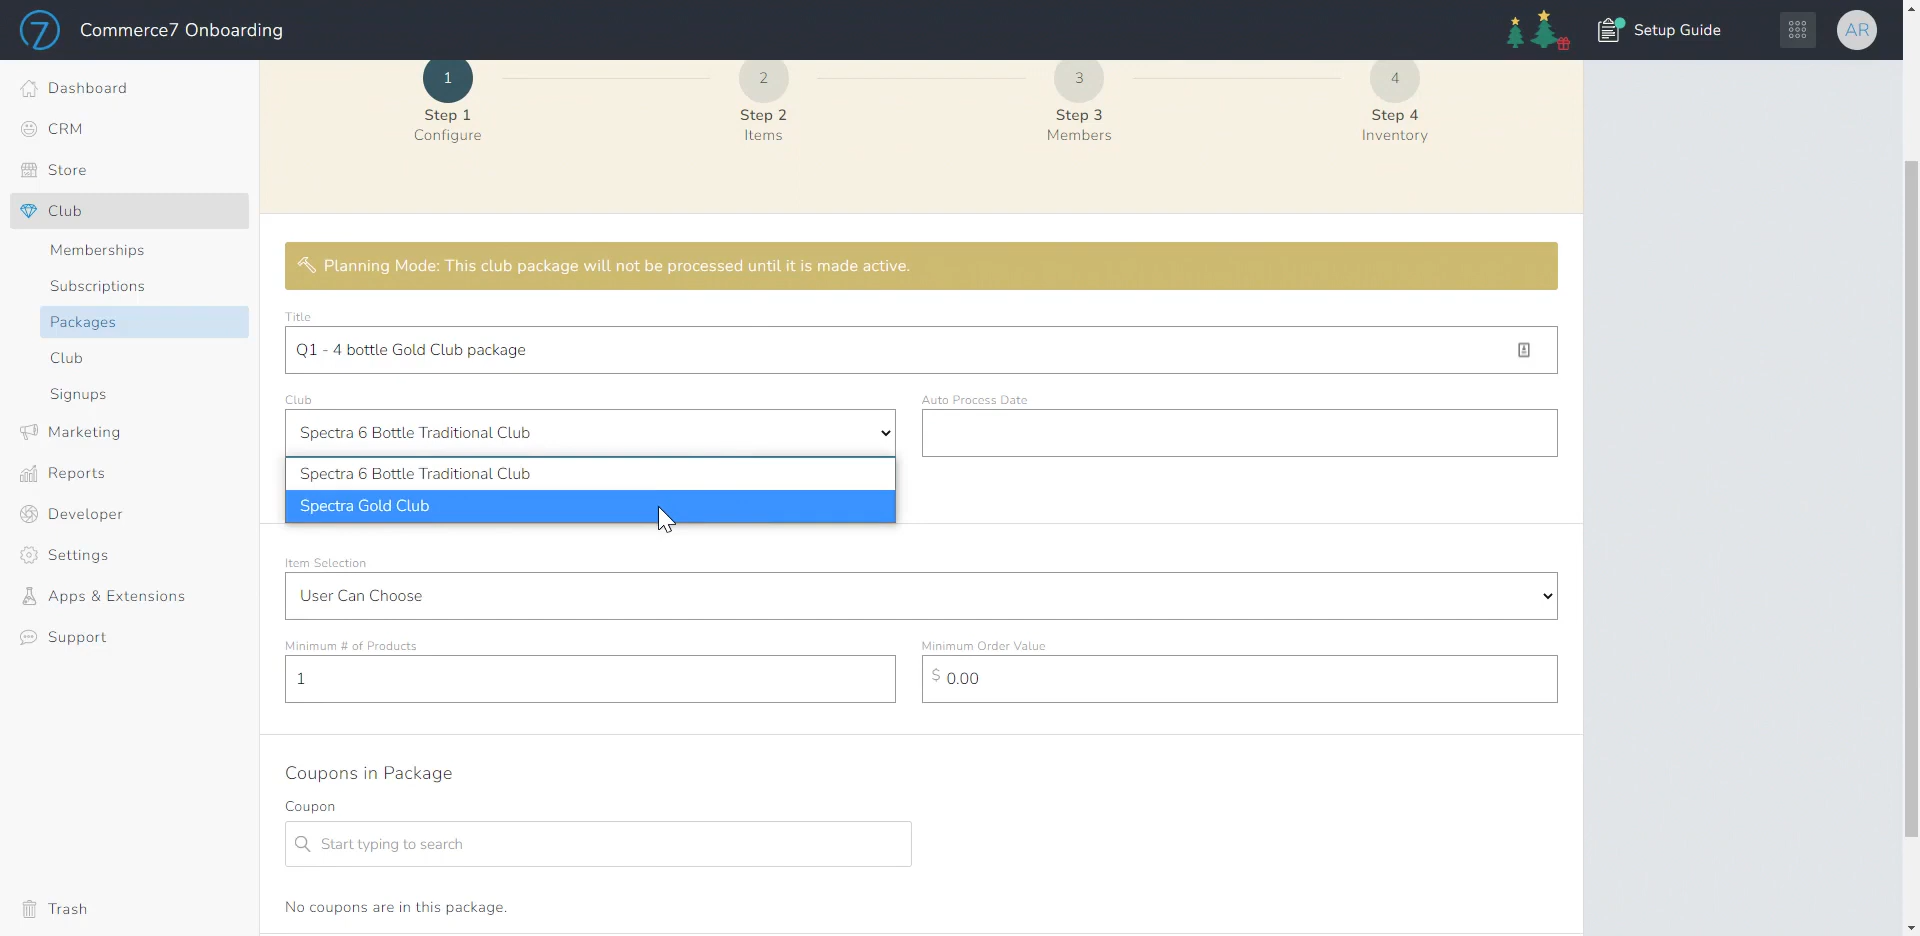 7 Commerce7 Onboarding
Setup Guide
AR
Dashboard
CRM
Store
Club
Memberships
Subscriptions
Packages
Club
Signups
Marketing
Reports
Developer
Settings
Apps & Extensions
Support
Trash
1
Step 1
Configure
2
Step 2
Items
3
Step 3
Members
4
Step 4
Inventory
Planning Mode: This club package will not be processed until it is made active.
Title
Q1 - 4 bottle Gold Club package
Club
Spectra 6 Bottle Traditional Club
Spectra 6 Bottle Traditional Club
Spectra Gold Club
Auto Process Date
Item Selection
User Can Choose
Minimum # of Products
1
Minimum Order Value
$ 0.00
Coupons in Package
Coupon
Start typing to search
No coupons are in this package.